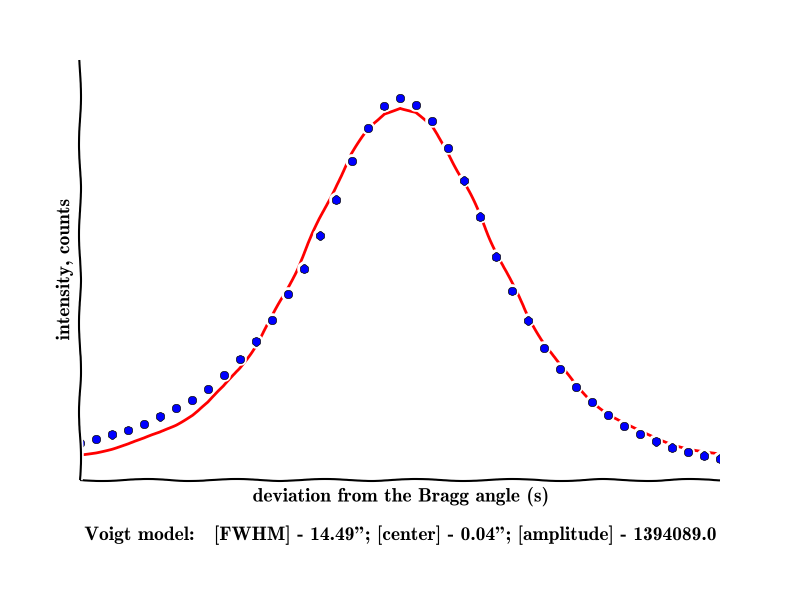 intensity, counts
deviation from the Bragg angle (s)
Voigt model: [FWHM] - 14.49”; [center] - 0.04”; [amplitude] - 1394089.0